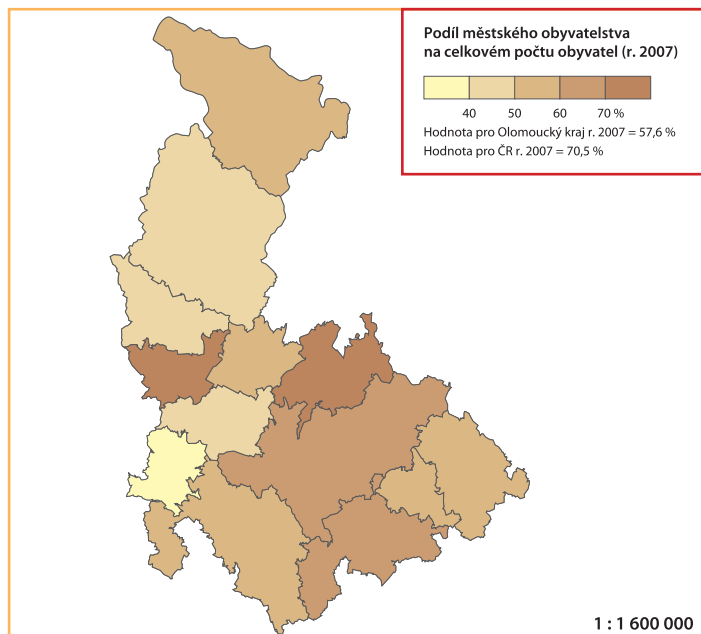 Podíl městského obyvatelstva
na celkovém počtu obyvatel (r. 2007)
40 50 60 70 %
Hodnota pro Olomoucký kraj r. 2007 = 57,6 %
Hodnota pro ČR r. 2007 = 70,5 %
1 : 1 600 000